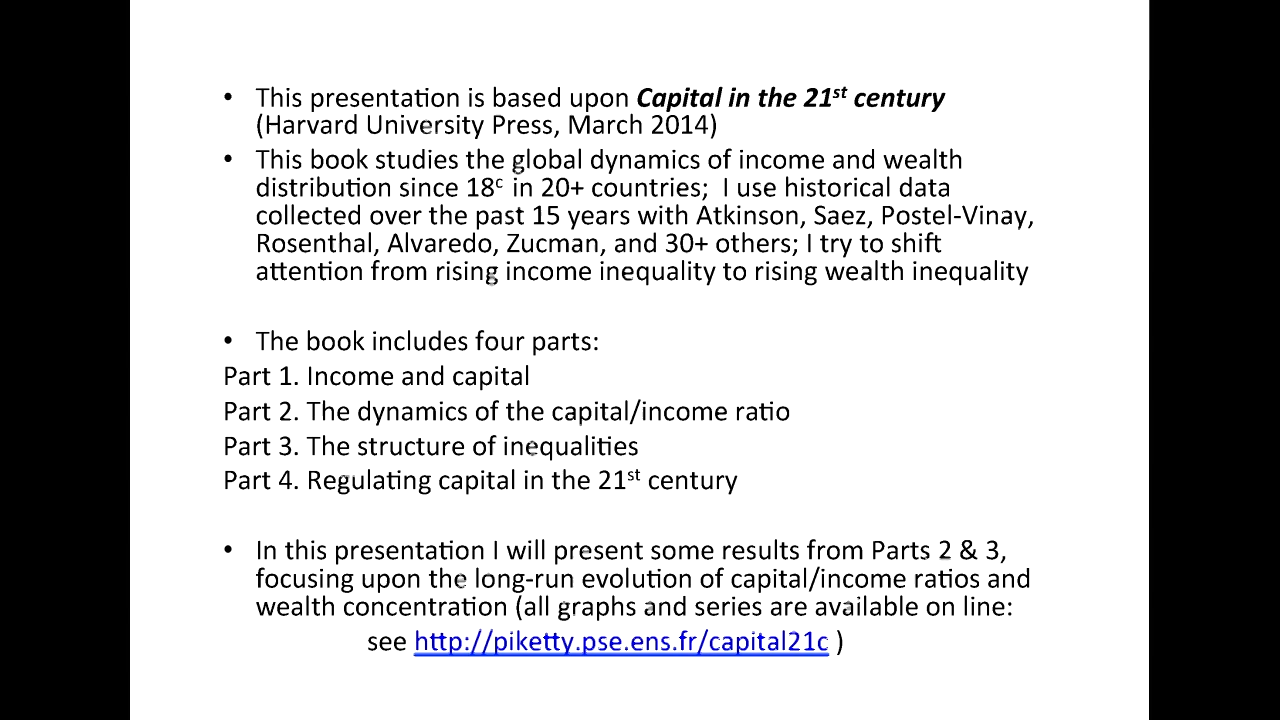 • This presentation is based upon Capital in the 21st century
(Harvard University Press, March 2014)
• This book studies the global dynamics of income and wealth
distribution since 18c in 20+ countries;  I use historical data
collected over the past 15 years with Atkinson, Saez, Postel-Vinay,
Rosenthal, Alvaredo, Zucman, and 30+ others; I try to shift
attention from rising income inequality to rising wealth inequality
• The book includes four parts:
Part 1. Income and capital
Part 2. The dynamics of the capital/income ratio
Part 3. The structure of inequalities
Part 4. Regulating capital in the 21st century
• In this presentation I will present some results from Parts 2 & 3,
focusing upon the long-run evolution of capital/income ratios and
wealth concentration (all graphs and series are available on line:
see http://piketty.pse.ens.fr/capital21c )